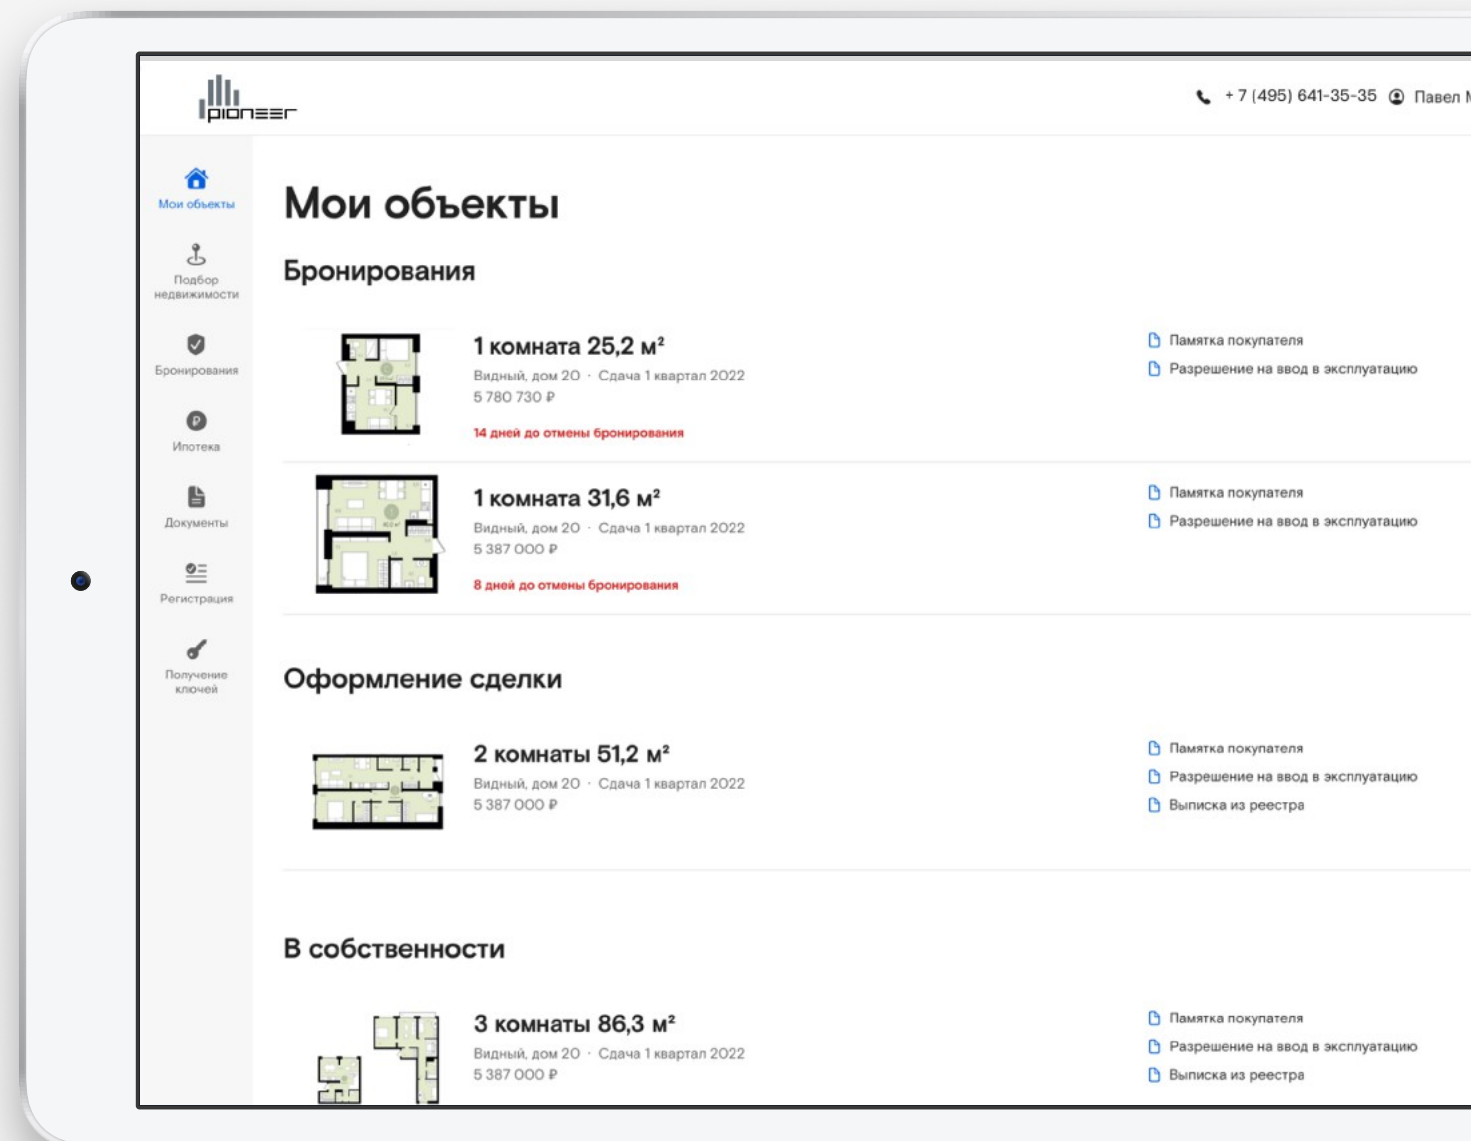 pioneer
+ 7 (495) 641-35-35 Павел
Мои объекты
Подбор
недвижимости
Бронирования
Ипотека
Документы
Регистрация
Получение
ключей
Мои объекты
Бронирования
1 комната 25,2 м²
Видный, дом 20 · Сдача 1 квартал 2022
5 780 730 ₽
14 дней до отмены бронирования
Памятка покупателя
Разрешение на ввод в эксплуатацию
1 комната 31,6 м²
Видный, дом 20 · Сдача 1 квартал 2022
5 387 000 ₽
8 дней до отмены бронирования
Памятка покупателя
Разрешение на ввод в эксплуатацию
Оформление сделки
2 комнаты 51,2 м²
Видный, дом 20 · Сдача 1 квартал 2022
5 387 000 ₽
Памятка покупателя
Разрешение на ввод в эксплуатацию
Выписка из реестра
В собственности
3 комнаты 86,3 м²
Видный, дом 20 · Сдача 1 квартал 2022
5 387 000 ₽
Памятка покупателя
Разрешение на ввод в эксплуатацию
Выписка из реестра